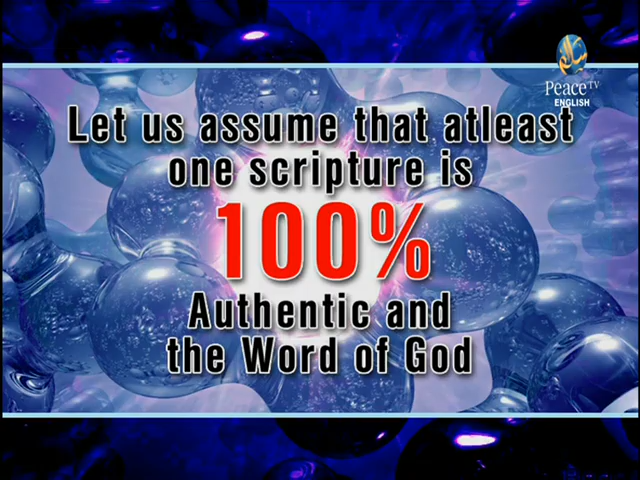 Peace TV
ENGLISH
Let us assume that atleast
one scripture is
100%
Authentic and
the Word of God